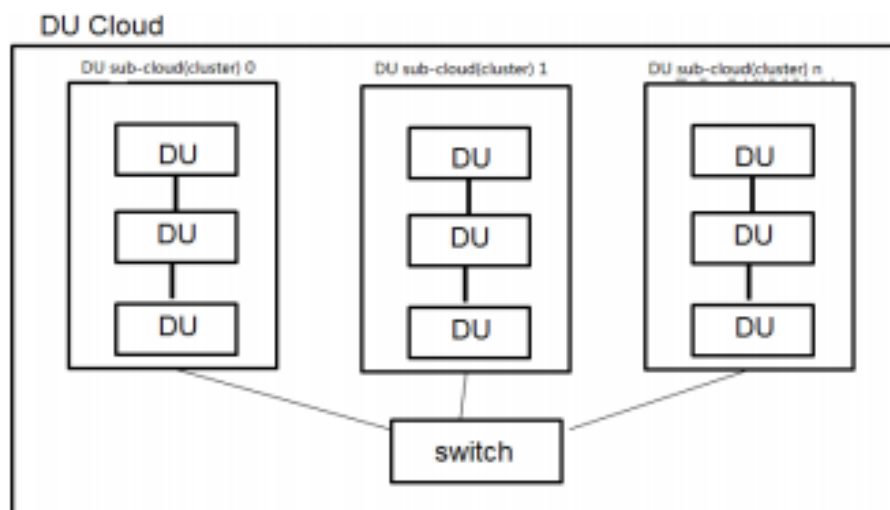 DU Cloud
DU sub-cloud(cluster) 0
DU sub-cloud(cluster) 1
DU sub-cloud(cluster) n
DU
DU
DU
DU
DU
DU
DU
DU
DU
switch